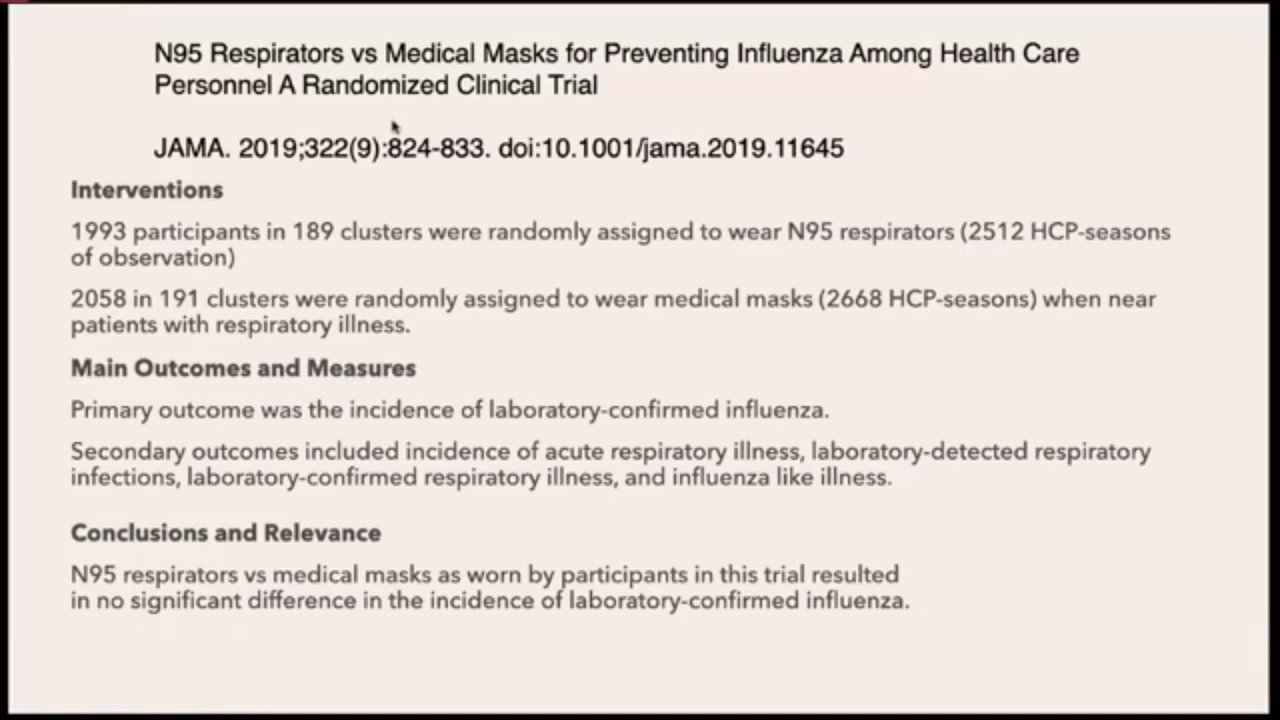 N95 Respirators vs Medical Masks for Preventing Influenza Among Health Care
Personnel A Randomized Clinical Trial
JAMA. 2019;322(9):824-833. doi:10.1001/jama.2019.11645
Interventions
1993 participants in 189 clusters were randomly assigned to wear N95 respirators (2512 HCP-seasons
of observation)
2058 in 191 clusters were randomly assigned to wear medical masks (2668 HCP-seasons) when near
patients with respiratory illness.
Main Outcomes and Measures
Primary outcome was the incidence of laboratory-confirmed influenza.
Secondary outcomes included incidence of acute respiratory illness, laboratory-detected respiratory
infections, laboratory-confirmed respiratory illness, and influenza like illness.
Conclusions and Relevance
N95 respirators vs medical masks as worn by participants in this trial resulted
in no significant difference in the incidence of laboratory-confirmed influenza.